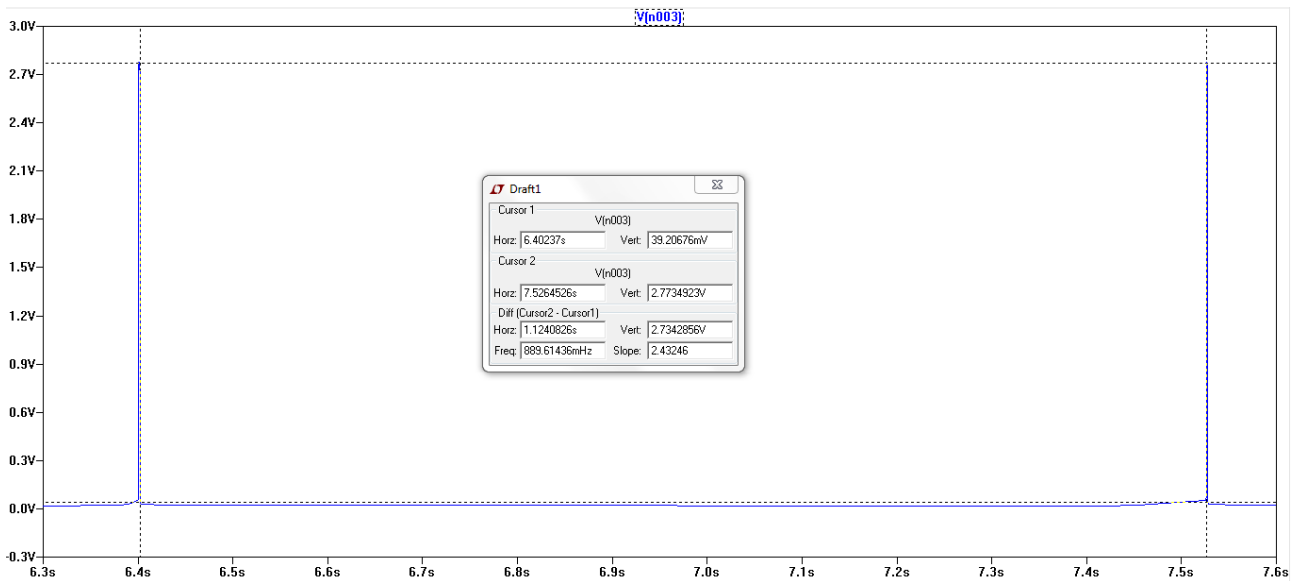 V(n003)
3.0V
2.7V
2.4V
2.1V
1.8V
1.5V
1.2V
0.9V
0.6V
0.3V
0.0V
-0.3V
Draft1
Cursor 1
V(n003)
Horz: 6.40237s Vert: 39.20676mV
Cursor 2
V(n003)
Horz: 7.5264526s Vert: 2.7734923V
Diff (Cursor2 - Cursor1)
Horz: 1.1240826s Vert: 2.7342856V
Freq: 889.61436mHz Slope: 2.43246
6.3s 6.4s 6.5s 6.6s 6.7s 6.8s 6.9s 7.0s 7.1s 7.2s 7.3s 7.4s 7.5s 7.6s